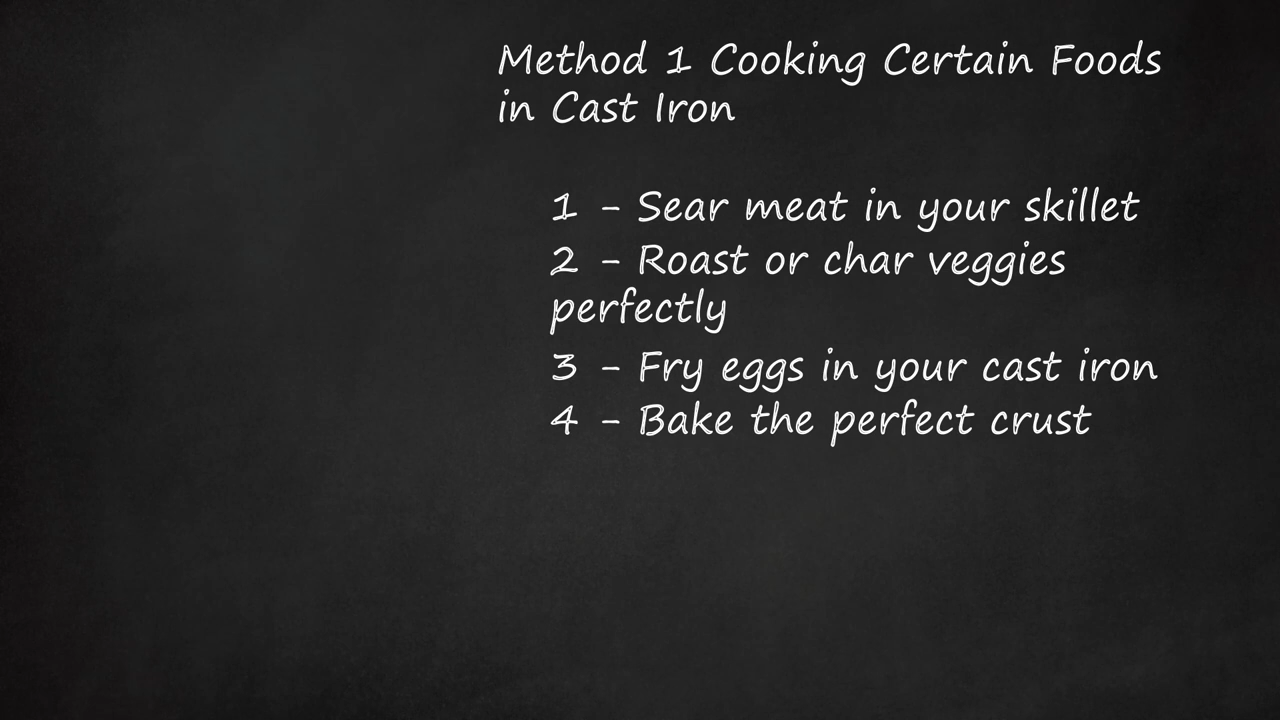 Method 1 Cooking Certain Foods
in Cast Iron
1 - Sear meat in your skillet
2 - Roast or char veggies
perfectly
3 - Fry eggs in your cast iron
4 - Bake the perfect crust